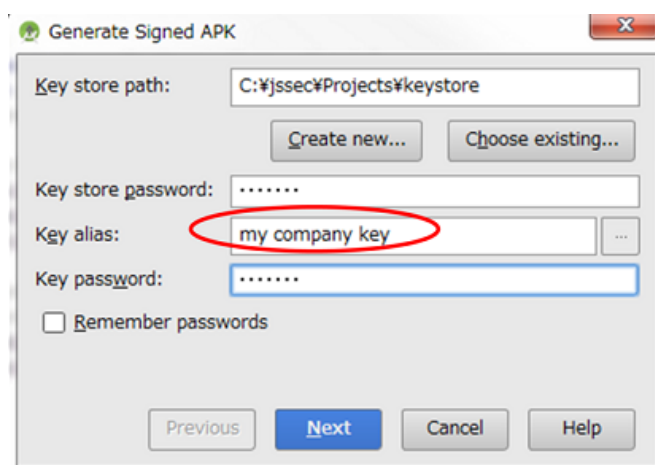 Generate Signed APK
Key store path: C:¥jssec¥Projects¥keystore
Create new... Choose existing...
Key store password: •••••••
Key alias: my company key ...
Key password: •••••••
Remember passwords
Previous Next Cancel Help